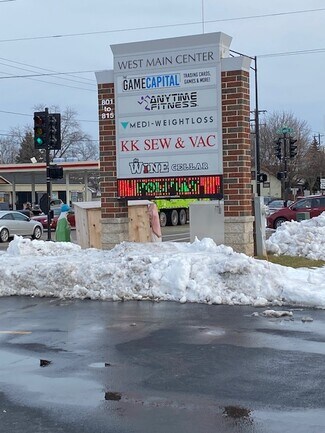 WEST MAIN CENTER
GAMECAPITAL TRADING CARDS, GAMES & MORE!
ANYTIME FITNESS
MEDI-WEIGHTLOSS
KK SEW & VAC
WINE CELLAR
801
to
815